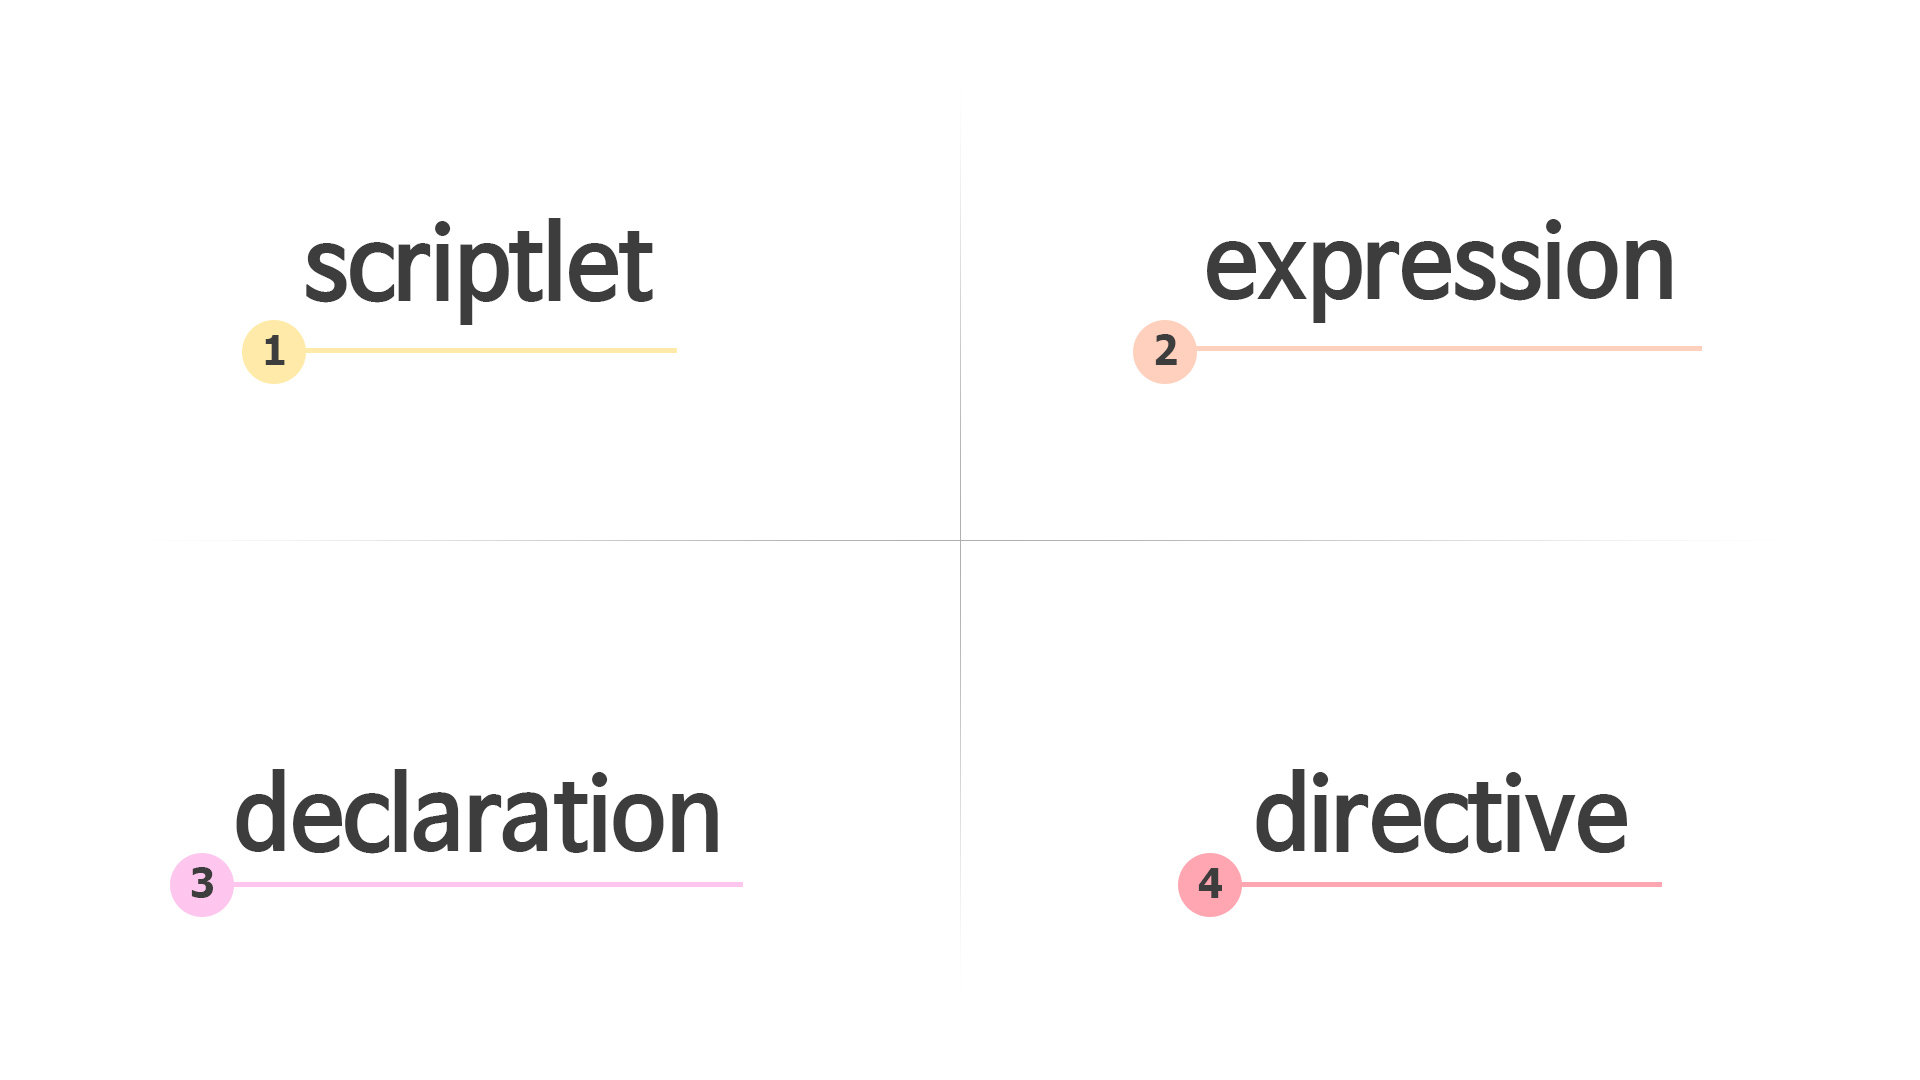 scriptlet
1
expression
2
declaration
3
directive
4